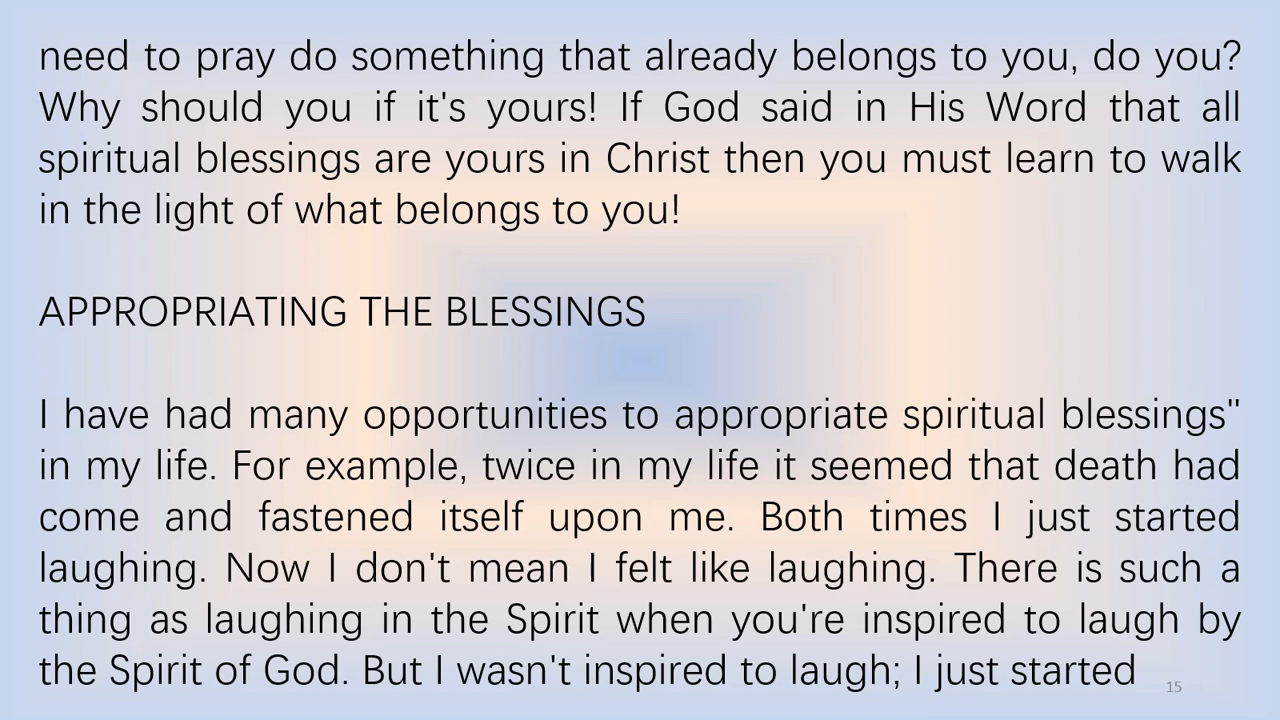 need to pray do something that already belongs to you, do you?
Why should you if it's yours! If God said in His Word that all
spiritual blessings are yours in Christ then you must learn to walk
in the light of what belongs to you!
APPROPRIATING THE BLESSINGS
I have had many opportunities to appropriate spiritual blessings"
in my life. For example, twice in my life it seemed that death had
come and fastened itself upon me. Both times I just started
laughing. Now I don't mean I felt like laughing. There is such a
thing as laughing in the Spirit when you're inspired to laugh by
the Spirit of God. But I wasn't inspired to laugh; I just started
15